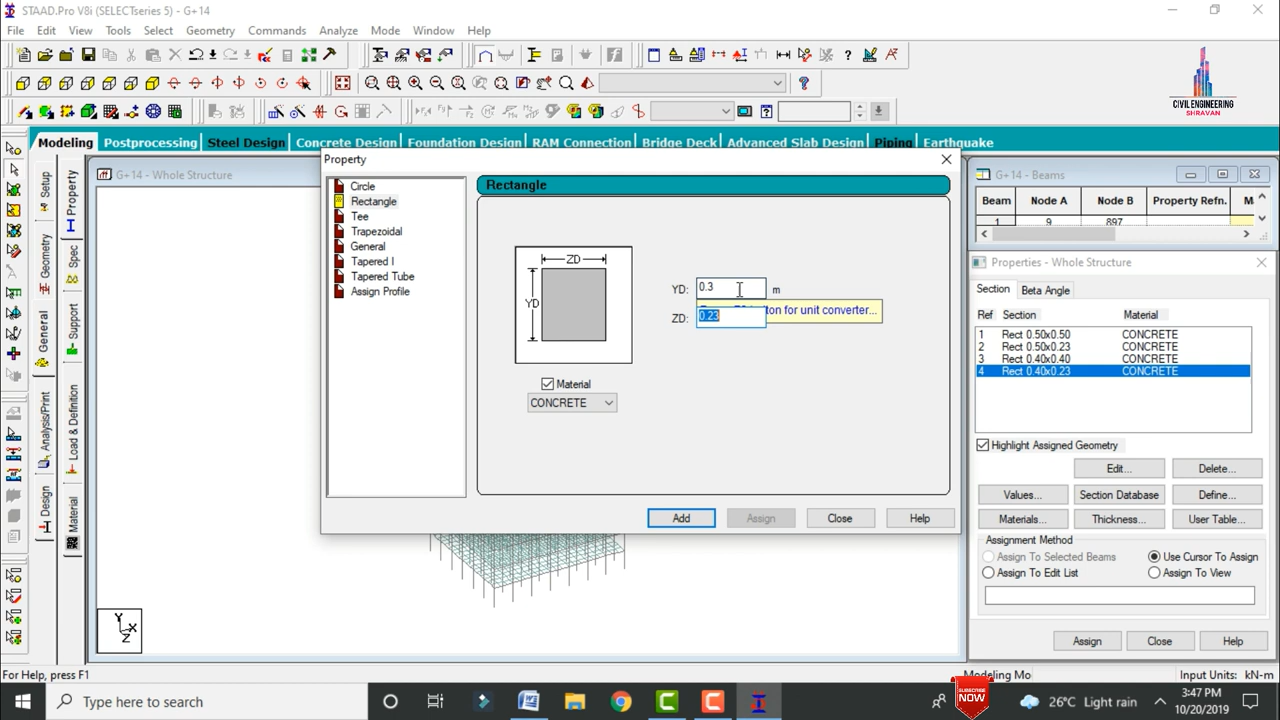 STAAD.Pro V8i (SELECTseries 5) - G+14
File Edit View Tools Select Geometry Commands Analyze Mode Window Help
CIVIL ENGINEERING
SHRAVAN
Modeling Postprocessing Steel Design Concrete Design Foundation Design RAM Connection Bridge Deck Advanced Slab Design Piping Earthquake
G+14 - Whole Structure
Setup
Geometry
General
Analysis/Print
Design
Property
Spec
Support
Load & Definition
Material
Property
Circle
Rectangle
Tee
Trapezoidal
General
Tapered I
Tapered Tube
Assign Profile
Rectangle
ZD
YD
YD: 0.3 m
ton for unit converter...
ZD: 0.23
Material
CONCRETE
Add Assign Close Help
G+14 - Beams
Beam Node A Node B Property Refn.
1 9 897
Properties - Whole Structure
Section Beta Angle
Ref Section Material
1 Rect 0.50x0.50 CONCRETE
2 Rect 0.50x0.23 CONCRETE
3 Rect 0.40x0.40 CONCRETE
4 Rect 0.40x0.23 CONCRETE
Highlight Assigned Geometry
Edit... Delete...
Values... Section Database Define...
Materials... Thickness... User Table...
Assignment Method
Assign To Selected Beams Use Cursor To Assign
Assign To Edit List Assign To View
Assign Close Help
Y
X
Z
For Help, press F1 Modeling Mo Input Units: kN-m
Type here to search
SUBSCRIBE
NOW
26°C Light rain
3:47 PM
10/20/2019